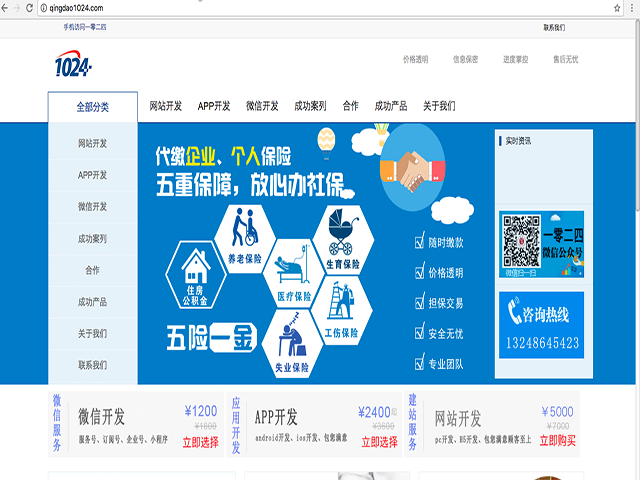 qingdao1024.com
手机访问一零二四
联系我们
1024
价格透明 信息保密 进度掌控 售后无忧
全部分类 网站开发 APP开发 微信开发 成功案列 合作 成功产品 关于我们
网站开发
APP开发
微信开发
成功案列
合作
成功产品
关于我们
联系我们
代缴企业、个人保险
五重保障，放心办社保
养老保险
生育保险
住房
公积金
医疗保险
工伤保险
失业保险
五险一金
随时缴款
价格透明
担保交易
安全无忧
专业团队
实时资讯
一零二四
微信公众号
微信扫一扫
咨询热线
13248645423
微信服务
微信开发
¥1200
¥1800
服务号、订阅号、企业号、小程序
立即选择
应用开发
APP开发
¥2400起
¥3600
android开发、ios开发、包您满意
立即选择
建站服务
网站开发
¥5000
¥7000
pc开发、H5开发、包您满意顾客至上
立即购买